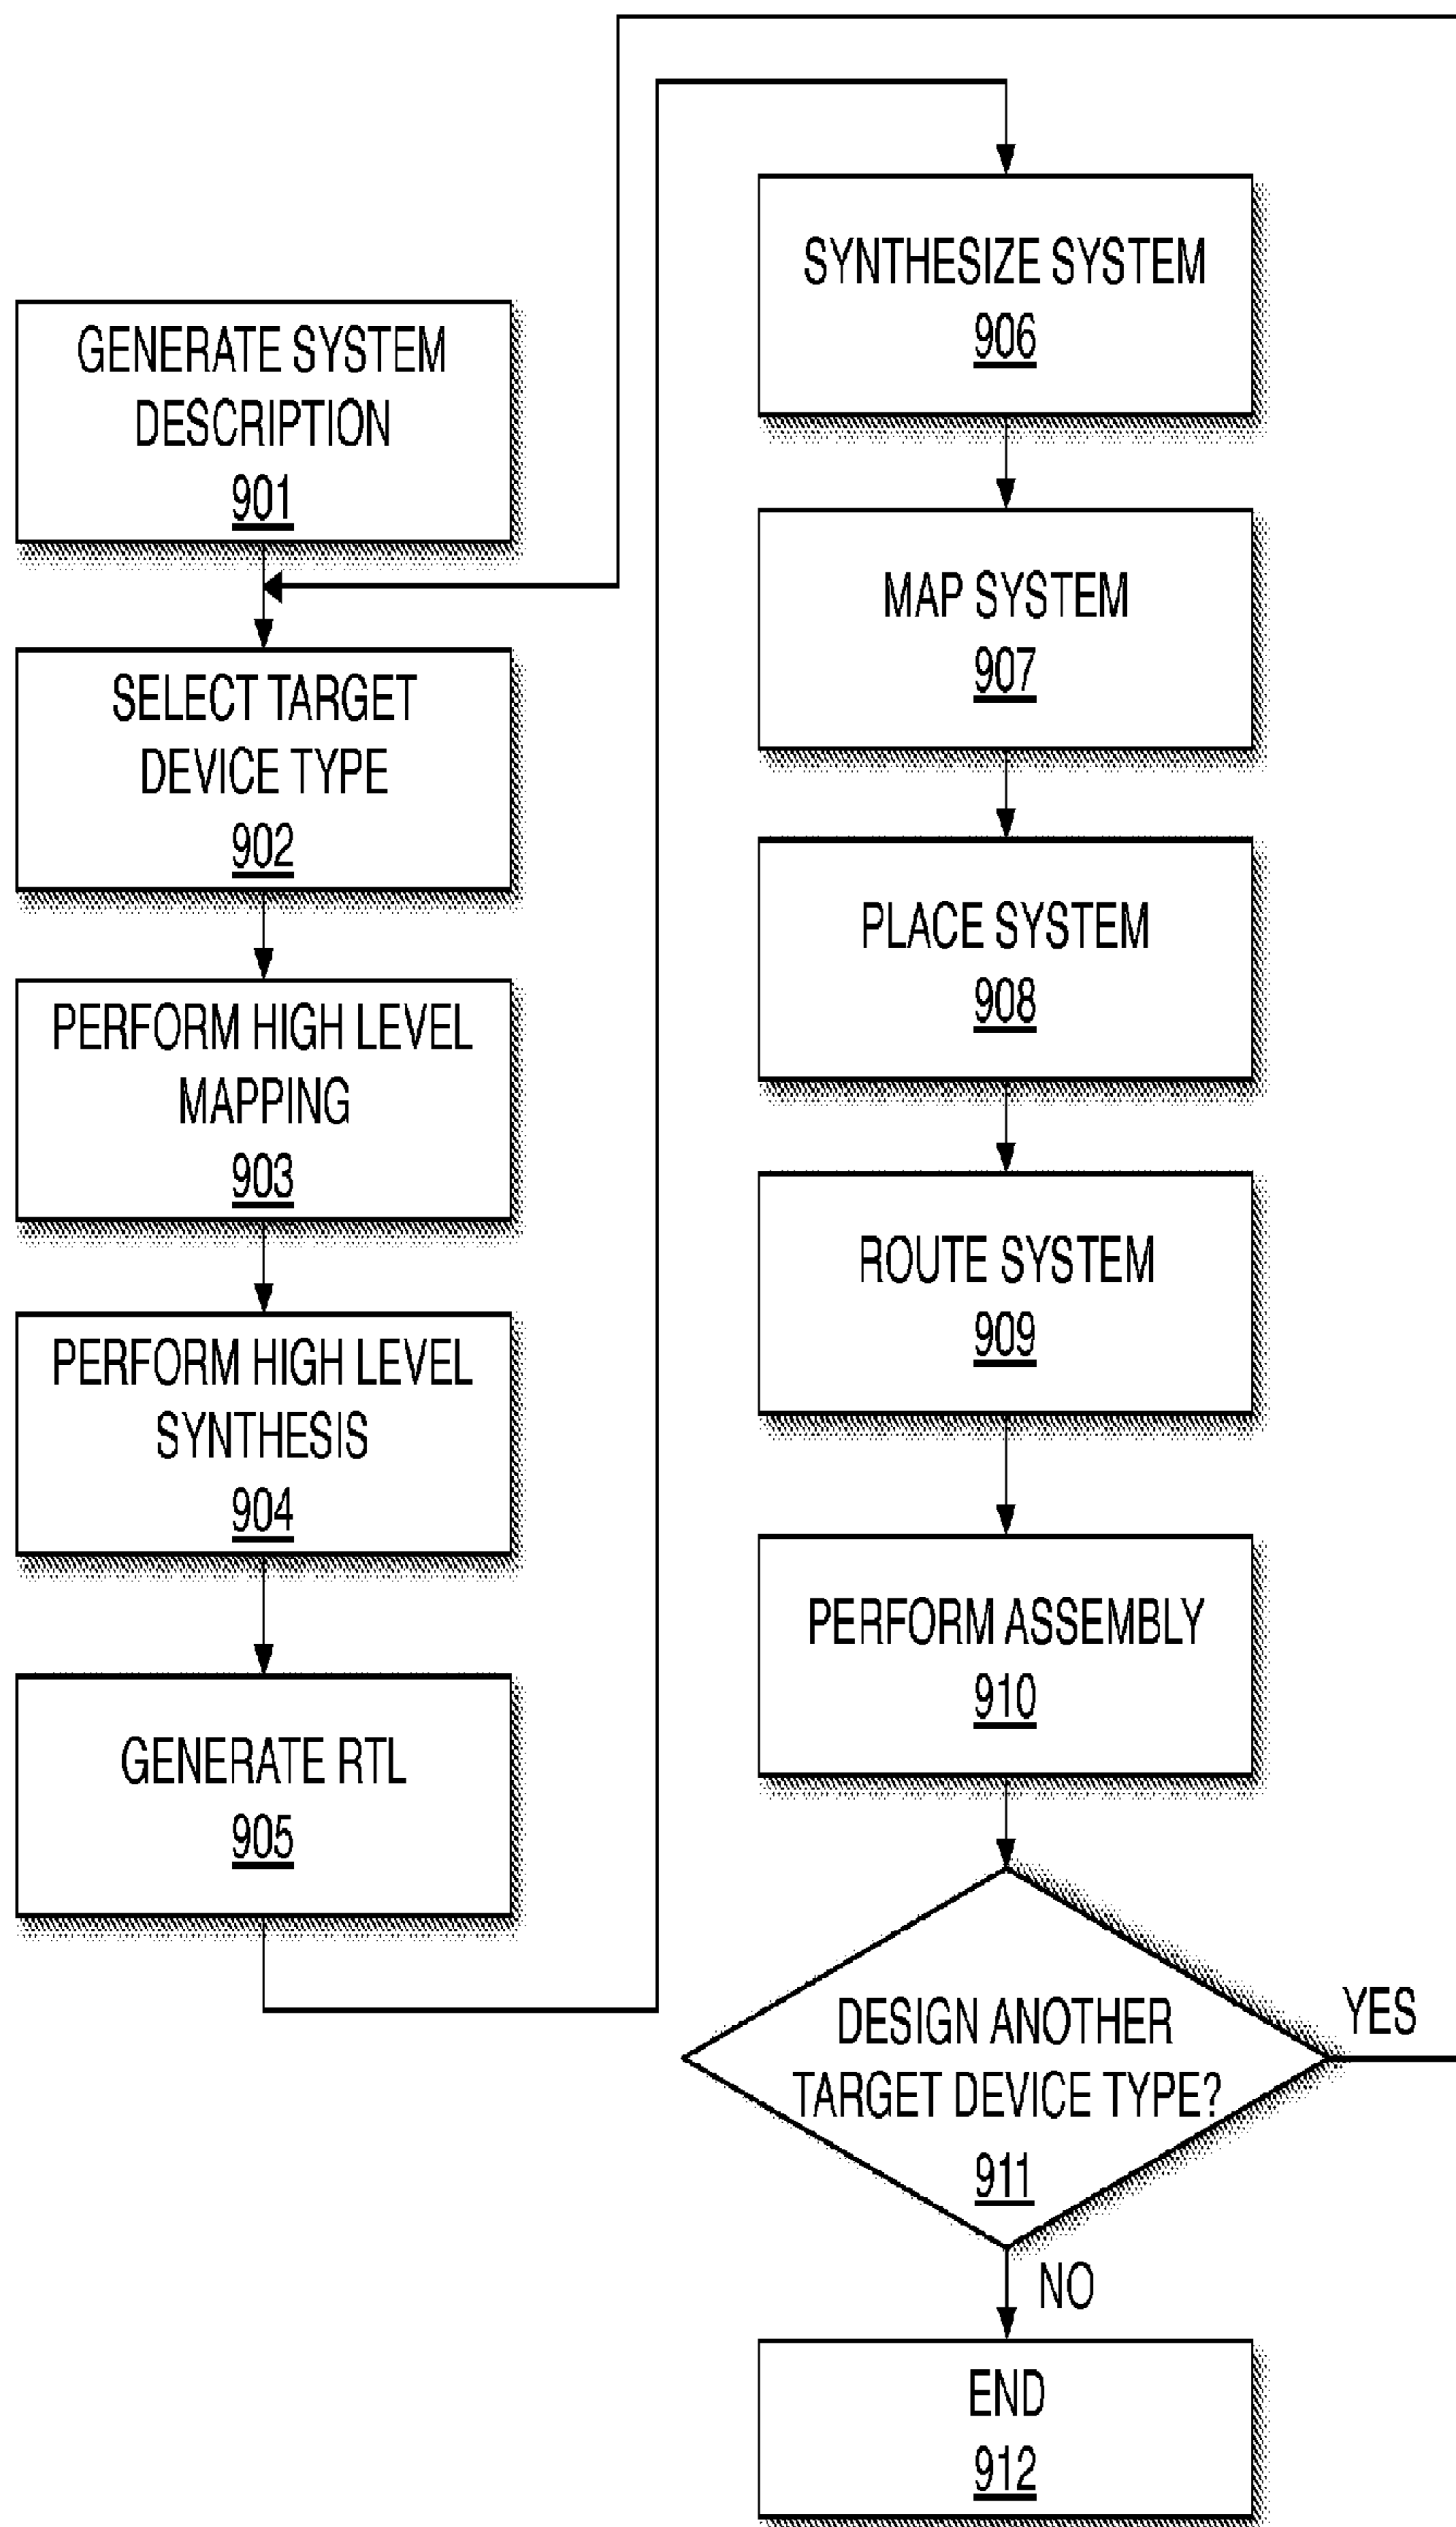 GENERATE SYSTEM
DESCRIPTION
901
SELECT TARGET
DEVICE TYPE
902
PERFORM HIGH LEVEL
MAPPING
903
PERFORM HIGH LEVEL
SYNTHESIS
904
GENERATE RTL
905
SYNTHESIZE SYSTEM
906
MAP SYSTEM
907
PLACE SYSTEM
908
ROUTE SYSTEM
909
PERFORM ASSEMBLY
910
DESIGN ANOTHER
TARGET DEVICE TYPE?
911
YES
NO
END
912